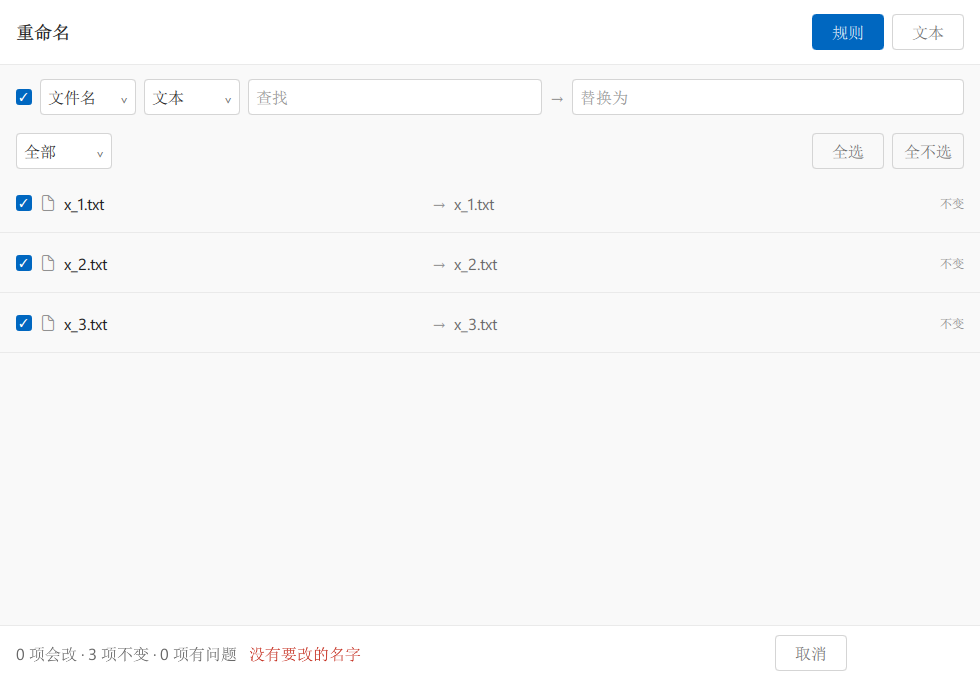 重命名 规则 文本
文件名 文本 查找 → 替换为
全部 全选 全不选
x_1.txt → x_1.txt 不变
x_2.txt → x_2.txt 不变
x_3.txt → x_3.txt 不变
0 项会改 · 3 项不变 · 0 项有问题 没有要改的名字 取消